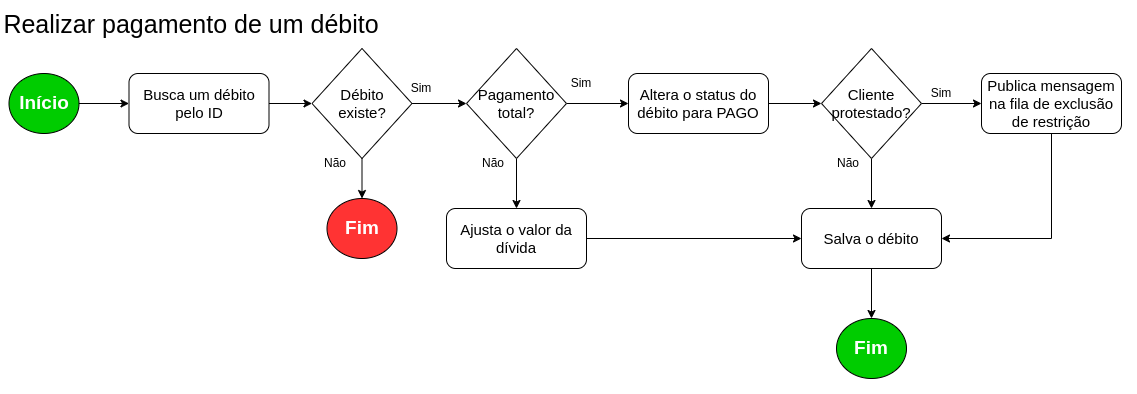 Realizar pagamento de um débito
Início
Busca um débito
pelo ID
Débito
existe?
Sim
Não
Fim
Pagamento
total?
Sim
Não
Ajusta o valor da
dívida
Altera o status do
débito para PAGO
Cliente
protestado?
Sim
Não
Publica mensagem
na fila de exclusão
de restrição
Salva o débito
Fim